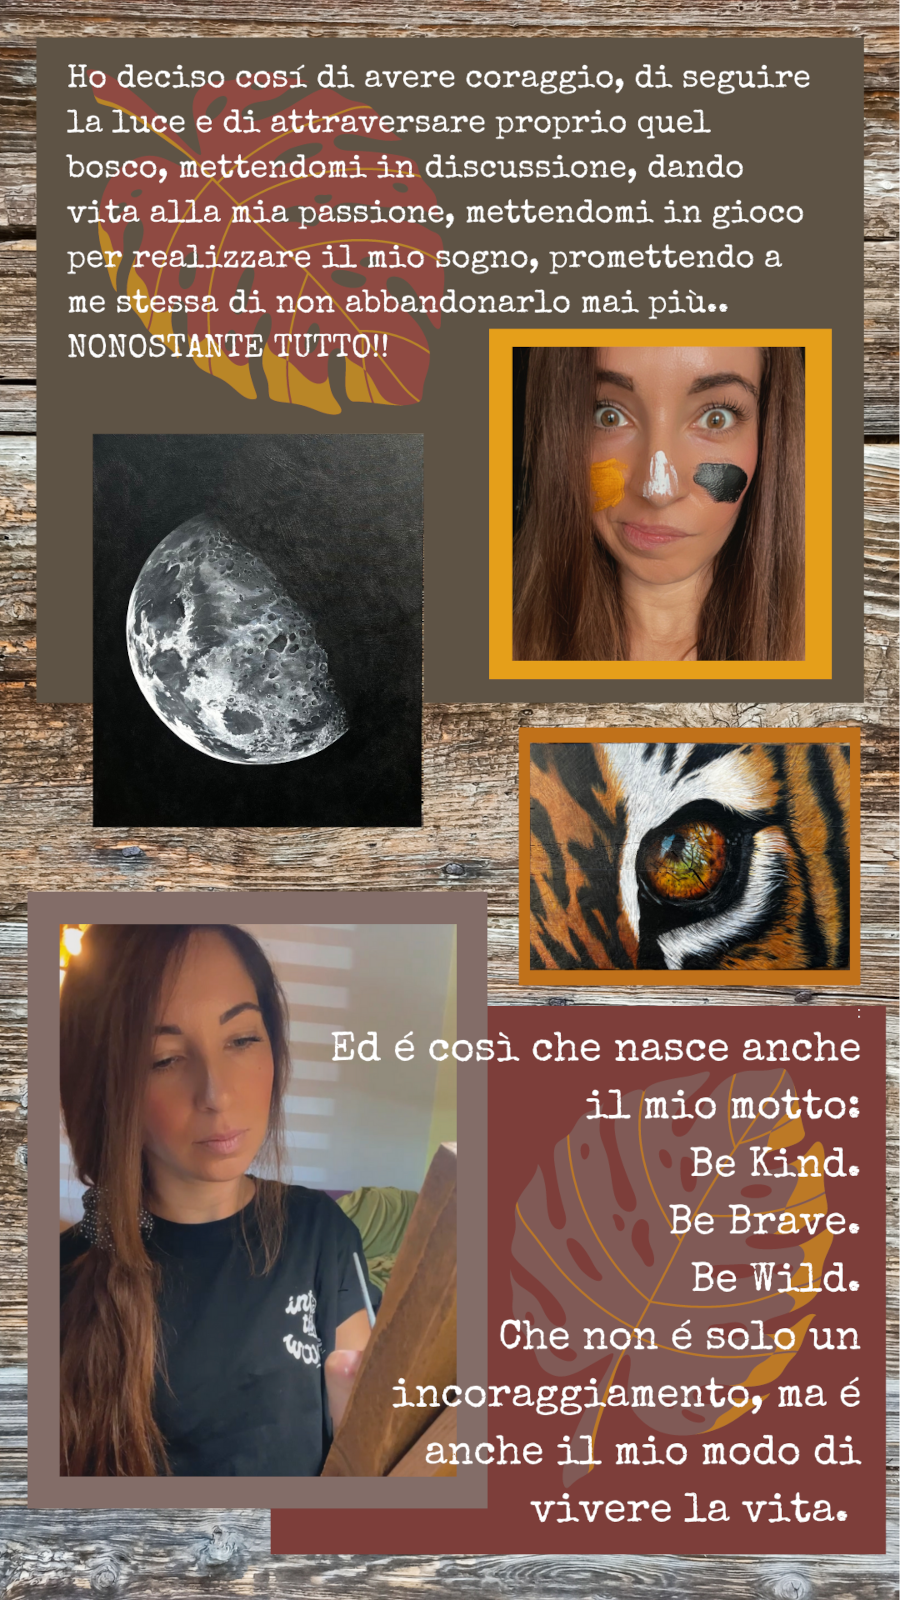 Ho deciso cosí di avere coraggio, di seguire
la luce e di attraversare proprio quel
bosco, mettendomi in discussione, dando
vita alla mia passione, mettendomi in gioco
per realizzare il mio sogno, promettendo a
me stessa di non abbandonarlo mai più..
NONOSTANTE TUTTO!!
:
Ed é così che nasce anche
il mio motto:
Be Kind.
Be Brave.
Be Wild.
Che non é solo un
incoraggiamento, ma é
anche il mio modo di
vivere la vita.